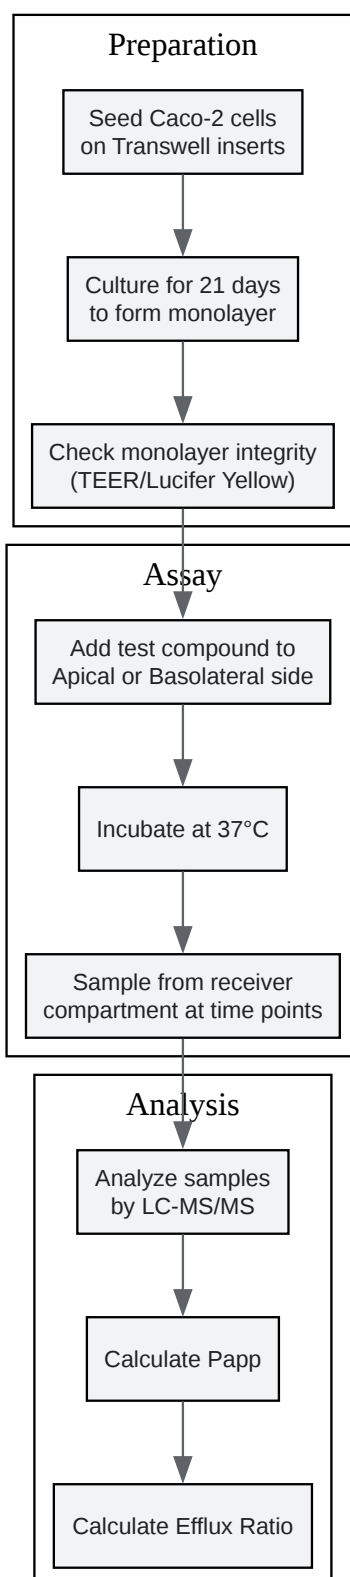 Preparation
Seed Caco-2 cells
on Transwell inserts
Culture for 21 days
to form monolayer
Check monolayer integrity
(TEER/Lucifer Yellow)
Assay
Add test compound to
Apical or Basolateral side
Incubate at 37°C
Sample from receiver
compartment at time points
Analysis
Analyze samples
by LC-MS/MS
Calculate Papp
Calculate Efflux Ratio